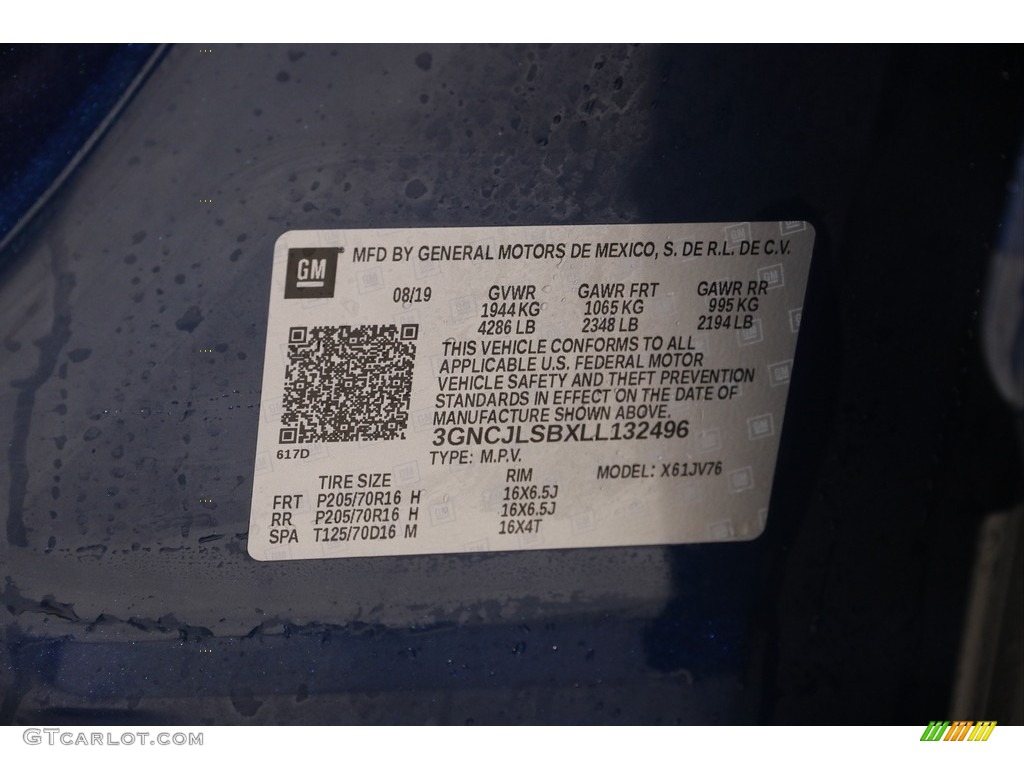 GM
MFD BY GENERAL MOTORS DE MEXICO, S. DE R.L. DE C.V.
08/19 GVWR GAWR FRT GAWR RR
1944 KG 1065 KG 995 KG
4286 LB 2348 LB 2194 LB
THIS VEHICLE CONFORMS TO ALL
APPLICABLE U.S. FEDERAL MOTOR
VEHICLE SAFETY AND THEFT PREVENTION
STANDARDS IN EFFECT ON THE DATE OF
MANUFACTURE SHOWN ABOVE.
3GNCJLSBXLL132496
617D
TYPE: M.P.V. MODEL: X61JV76
TIRE SIZE RIM
FRT P205/70R16 H 16X6.5J
RR P205/70R16 H 16X6.5J
SPA T125/70D16 M 16X4T
GTCARLOT.COM